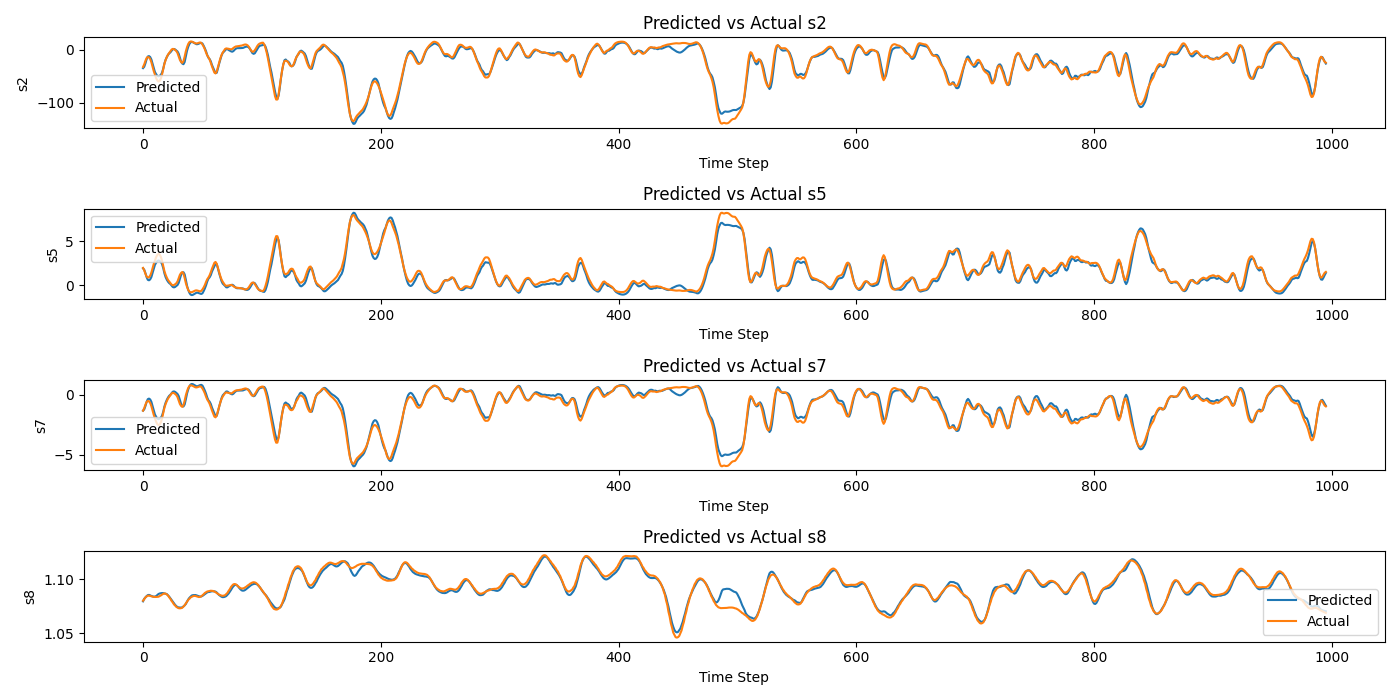 Predicted vs Actual s2
0
−100
s2
Predicted
Actual
0
200
400
600
800
1000
Time Step
Predicted vs Actual s5
5
0
s5
Predicted
Actual
0
200
400
600
800
1000
Time Step
Predicted vs Actual s7
0
−5
s7
Predicted
Actual
0
200
400
600
800
1000
Time Step
Predicted vs Actual s8
1.10
1.05
s8
Predicted
Actual
0
200
400
600
800
1000
Time Step